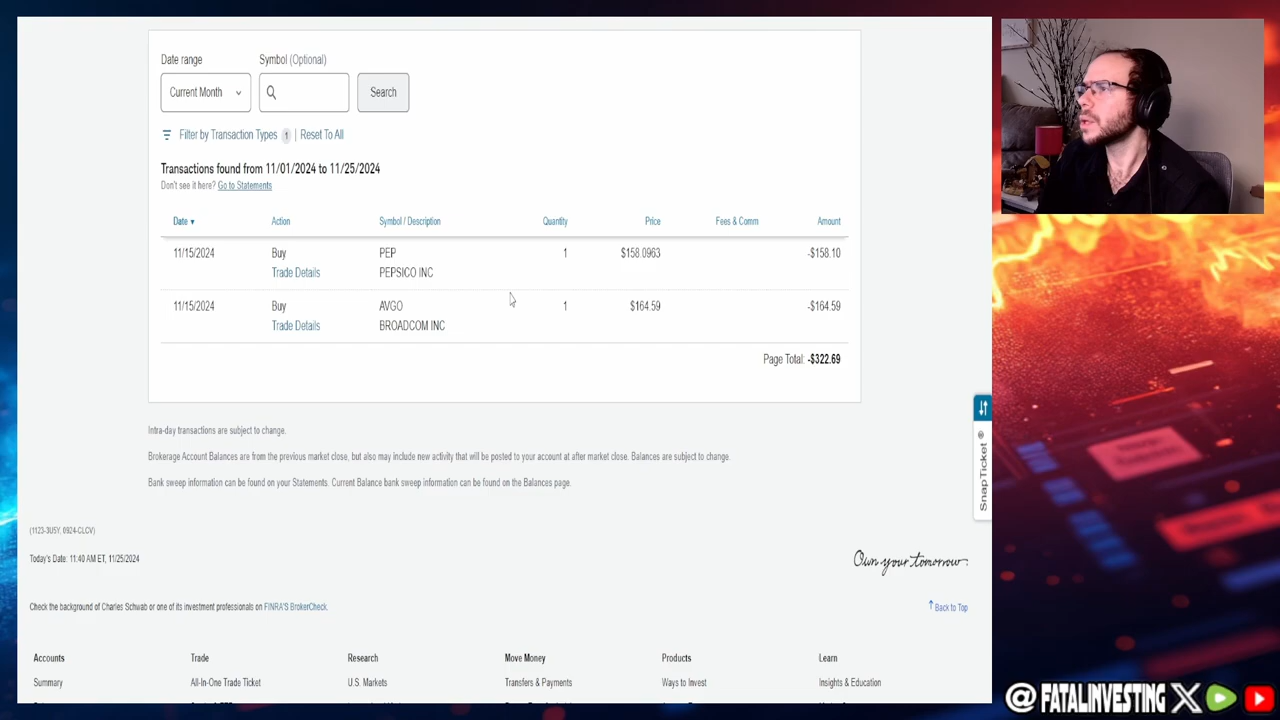 Date range Symbol (Optional)
Current Month Search
Filter by Transaction Types 1 | Reset To All
Transactions found from 11/01/2024 to 11/25/2024
Don't see it here? Go to Statements
Date ▾ Action Symbol / Description Quantity Price Fees & Comm Amount
11/15/2024 Buy PEP 1 $158.0963 -$158.10
Trade Details PEPSICO INC
11/15/2024 Buy AVGO 1 $164.59 -$164.59
Trade Details BROADCOM INC
Page Total: -$322.69
SnapTicket ®
Intra-day transactions are subject to change.
Brokerage Account Balances are from the previous market close, but also may include new activity that will be posted to your account at after market close. Balances are subject to change.
Bank sweep information can be found on your Statements. Current Balance bank sweep information can be found on the Balances page.
(1123-3U5Y, 0924-CLCV)
Today's Date: 11:40 AM ET, 11/25/2024
Own your tomorrow.
Check the background of Charles Schwab or one of its investment professionals on FINRA'S BrokerCheck.
Back to Top
Accounts Trade Research Move Money Products Learn
Summary All-In-One Trade Ticket U.S. Markets Transfers & Payments Ways to Invest Insights & Education
@FATALINVESTING X